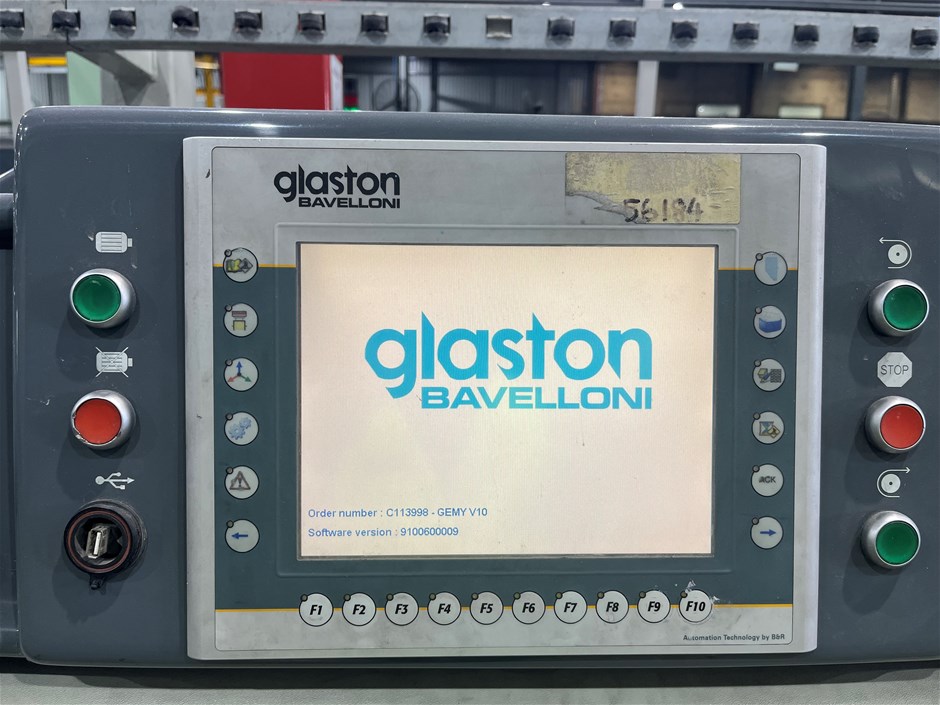 glaston
BAVELLONI
56184
glaston
BAVELLONI
Order number : C113998 - GEMY V10
Software version : 9100600009
STOP
ACK
F1 F2 F3 F4 F5 F6 F7 F8 F9 F10
Automation Technology by B&R